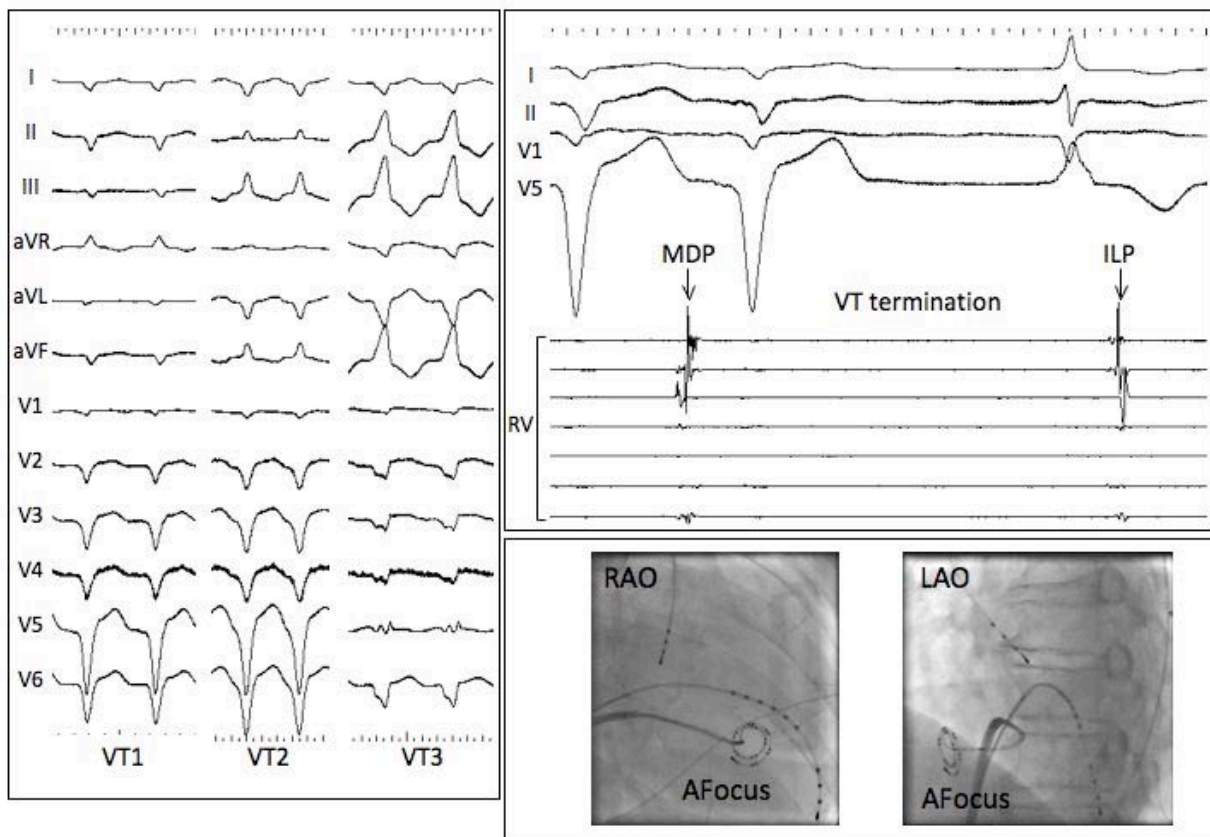 I
II
III
aVR
aVL
aVF
V1
V2
V3
V4
V5
V6
VT1 VT2 VT3
I
II
V1
V5
MDP ILP
VT termination
RV
RAO
AFocus
LAO
AFocus